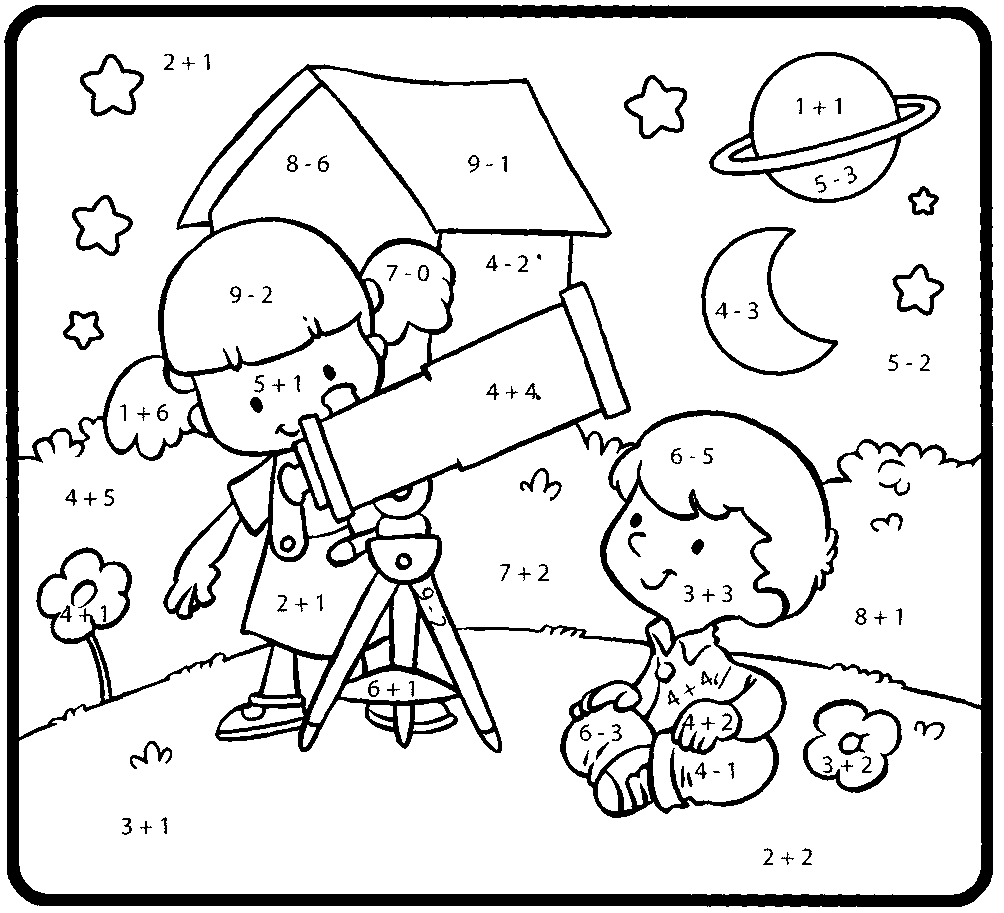 2 + 1
1 + 1
8 - 6
9 - 1
5 - 3
4 - 2
7 - 0
9 - 2
4 - 3
5 - 2
5 + 1
4 + 4
1 + 6
6 - 5
4 + 5
7 + 2
3 + 3
2 + 1
9 - 2
4 + 1
8 + 1
6 + 1
4 + 4
4 + 2
6 - 3
4 - 1
3 + 2
3 + 1
2 + 2